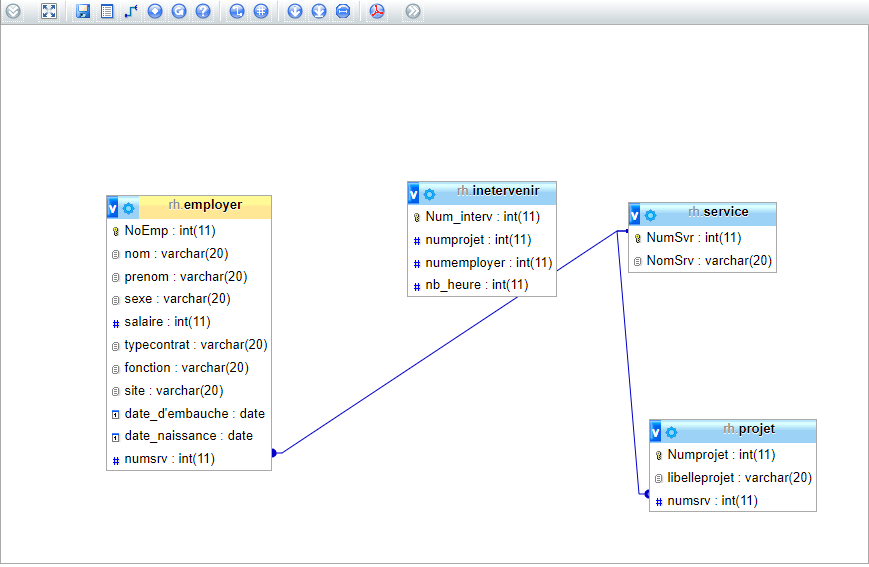 rh.employer
NoEmp : int(11)
nom : varchar(20)
prenom : varchar(20)
sexe : varchar(20)
salaire : int(11)
typecontrat : varchar(20)
fonction : varchar(20)
site : varchar(20)
date_d'embauche : date
date_naissance : date
numsrv : int(11)
rh.inetervenir
Num_interv : int(11)
numprojet : int(11)
numemployer : int(11)
nb_heure : int(11)
rh.service
NumSvr : int(11)
NomSrv : varchar(20)
rh.projet
Numprojet : int(11)
libelleprojet : varchar(20)
numsrv : int(11)